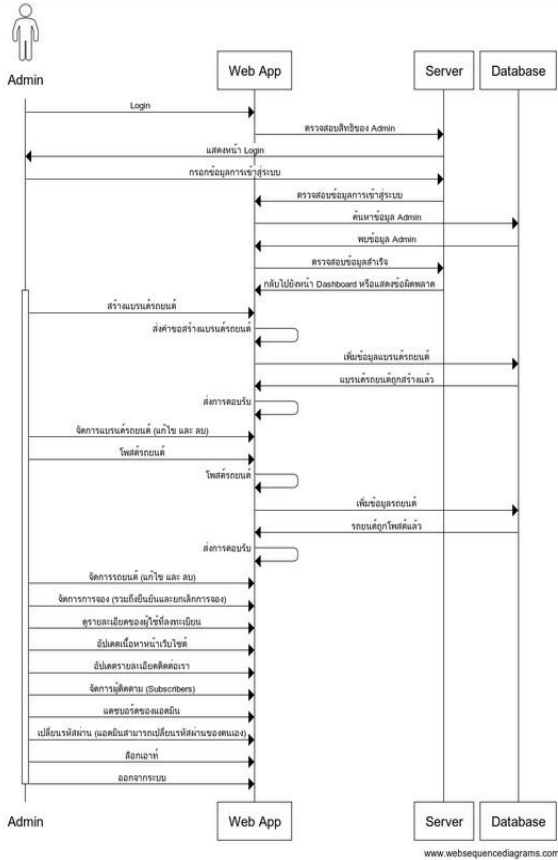 Admin
Web App
Server
Database
Login
ตรวจสอบสิทธิของ Admin
แสดงหน้า Login
กรอกข้อมูลการเข้าสู่ระบบ
ตรวจสอบข้อมูลการเข้าสู่ระบบ
ค้นหาข้อมูล Admin
พบข้อมูล Admin
ตรวจสอบข้อมูลสำเร็จ
กลับไปยังหน้า Dashboard หรือแสดงข้อผิดพลาด
สร้างแบรนด์รถยนต์
ส่งคำขอสร้างแบรนด์รถยนต์
เพิ่มข้อมูลแบรนด์รถยนต์
แบรนด์รถยนต์ถูกสร้างแล้ว
ส่งการตอบรับ
จัดการแบรนด์รถยนต์ (แก้ไข และ ลบ)
โพสต์รถยนต์
โพสต์รถยนต์
เพิ่มข้อมูลรถยนต์
รถยนต์ถูกโพสต์แล้ว
ส่งการตอบรับ
จัดการรถยนต์ (แก้ไข และ ลบ)
จัดการการจอง (รวมถึงยืนยันและยกเลิกการจอง)
ดูรายละเอียดของผู้ใช้ที่ลงทะเบียน
อัปเดตเนื้อหาหน้าเว็บไซต์
อัปเดตรายละเอียดติดต่อเรา
จัดการผู้ติดตาม (Subscribers)
แดชบอร์ดของแอดมิน
เปลี่ยนรหัสผ่าน (แอดมินสามารถเปลี่ยนรหัสผ่านของตนเอง)
ล็อกเอาท์
ออกจากระบบ
Admin
Web App
Server
Database
www.websequencediagrams.com